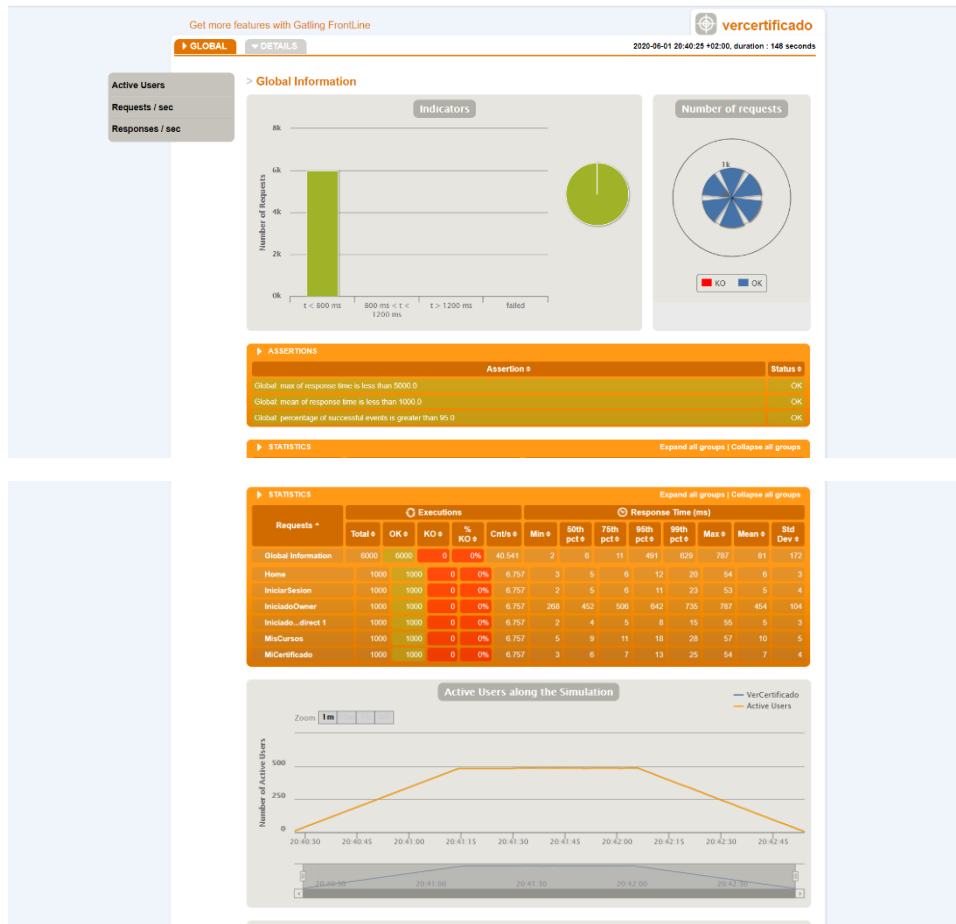 Get more features with Gatling FrontLine
vercertificado
GLOBAL
DETAILS
2020-06-01 20:40:25 +02:00, duration : 148 seconds
Active Users
Requests / sec
Responses / sec
> Global Information
Indicators
Number of Requests
8k
6k
4k
2k
0k
t < 800 ms
800 ms < t < 1200 ms
t > 1200 ms
failed
Number of requests
1k
KO
OK
ASSERTIONS
Assertion
Status
Global: max of response time is less than 5000.0 OK
Global: mean of response time is less than 1000.0 OK
Global: percentage of successful events is greater than 95.0 OK
STATISTICS Expand all groups | Collapse all groups
STATISTICS Expand all groups | Collapse all groups
Requests Executions Response Time (ms)
Total OK KO % KO Cnt/s Min 50th pct 75th pct 95th pct 99th pct Max Mean Std Dev
Global Information 6000 6000 0 0% 40.541 2 6 11 491 629 787 81 172
Home 1000 1000 0 0% 6.757 3 5 6 12 20 54 6 3
IniciarSesion 1000 1000 0 0% 6.757 2 5 6 11 23 53 5 4
IniciadoOwner 1000 1000 0 0% 6.757 268 452 506 642 735 787 454 104
Iniciado...direct 1 1000 1000 0 0% 6.757 2 4 5 8 15 55 5 3
MisCursos 1000 1000 0 0% 6.757 5 9 11 18 28 57 10 5
MiCertificado 1000 1000 0 0% 6.757 3 6 7 13 25 54 7 4
Active Users along the Simulation
VerCertificado
Active Users
Zoom 1m
Number of Active Users
500
250
0
20:40:30 20:40:45 20:41:00 20:41:15 20:41:30 20:41:45 20:42:00 20:42:15 20:42:30 20:42:45
20:40:30 20:41:00 20:41:30 20:42:00 20:42:30